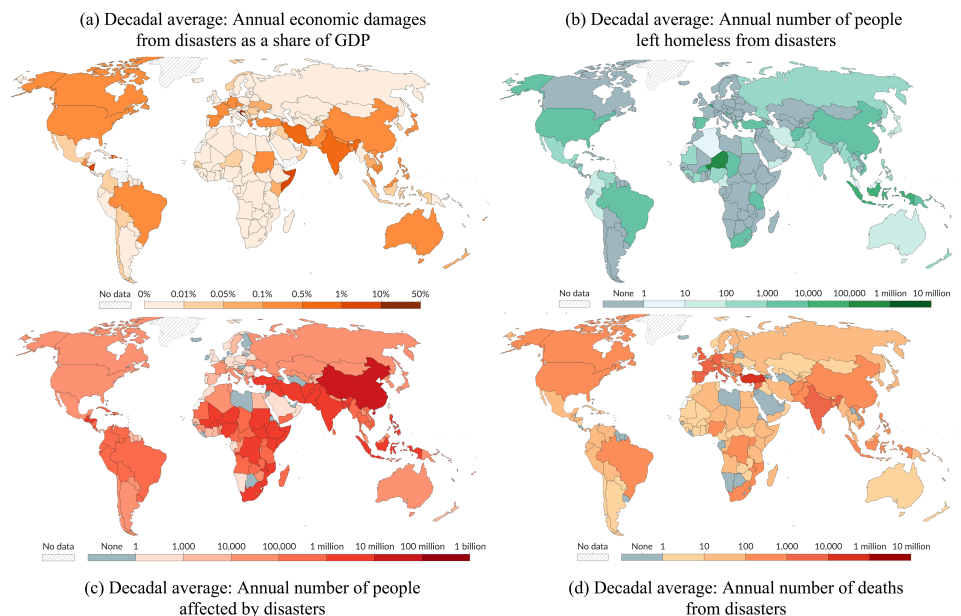 (a) Decadal average: Annual economic damages
from disasters as a share of GDP
(b) Decadal average: Annual number of people
left homeless from disasters
No data 0% 0.01% 0.05% 0.1% 0.5% 1% 10% 50%
No data None 1 10 100 1,000 10,000 100,000 1 million 10 million
No data None 1 1,000 10,000 100,000 1 million 10 million 100 million 1 billion
No data None 1 10 100 1,000 10,000 100,000 1 million 10 million
(c) Decadal average: Annual number of people
affected by disasters
(d) Decadal average: Annual number of deaths
from disasters